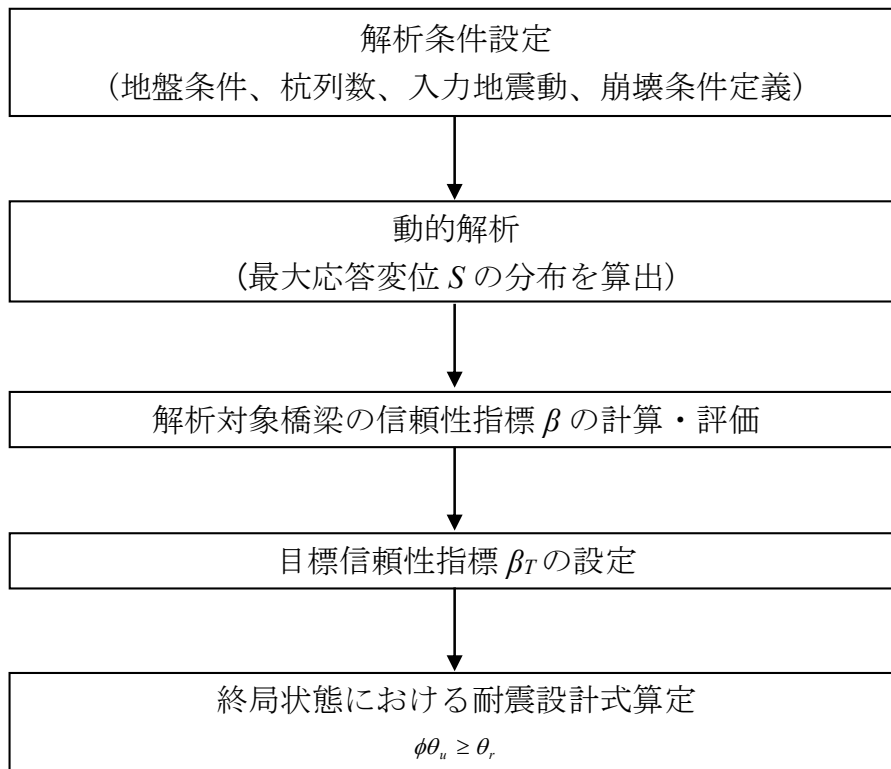 解析条件設定
（地盤条件、杭列数、入力地震動、崩壊条件定義）
動的解析
（最大応答変位 S の分布を算出）
解析対象橋梁の信頼性指標 β の計算・評価
目標信頼性指標 βT の設定
終局状態における耐震設計式算定
ϕθu ≥ θr